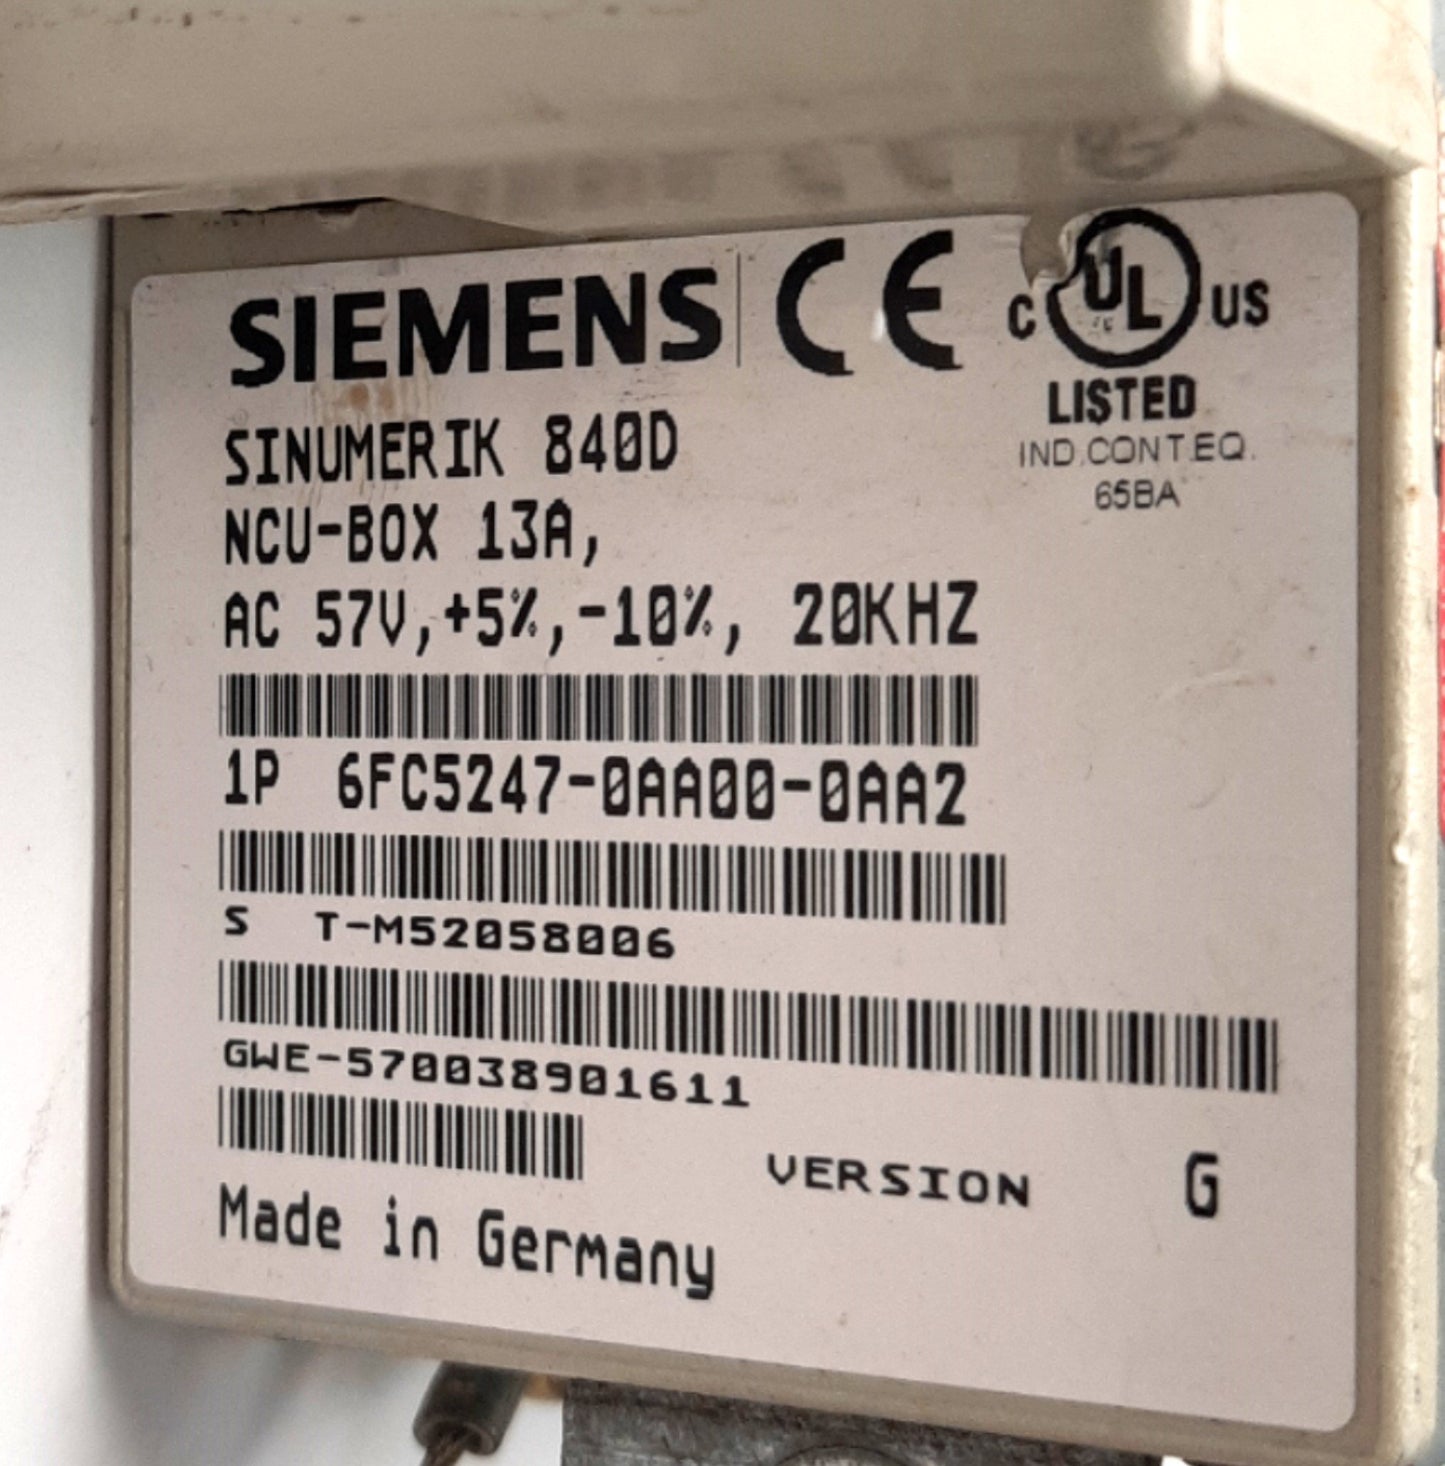 SIEMENS CE C UL US
LISTED
SINUMERIK 840D
IND.CONT.EQ.
65BA
NCU-BOX 13A,
AC 57V,+5%,-10%, 20KHZ
1P 6FC5247-0AA00-0AA2
S T-M52058006
GWE-570038901611
VERSION G
Made in Germany